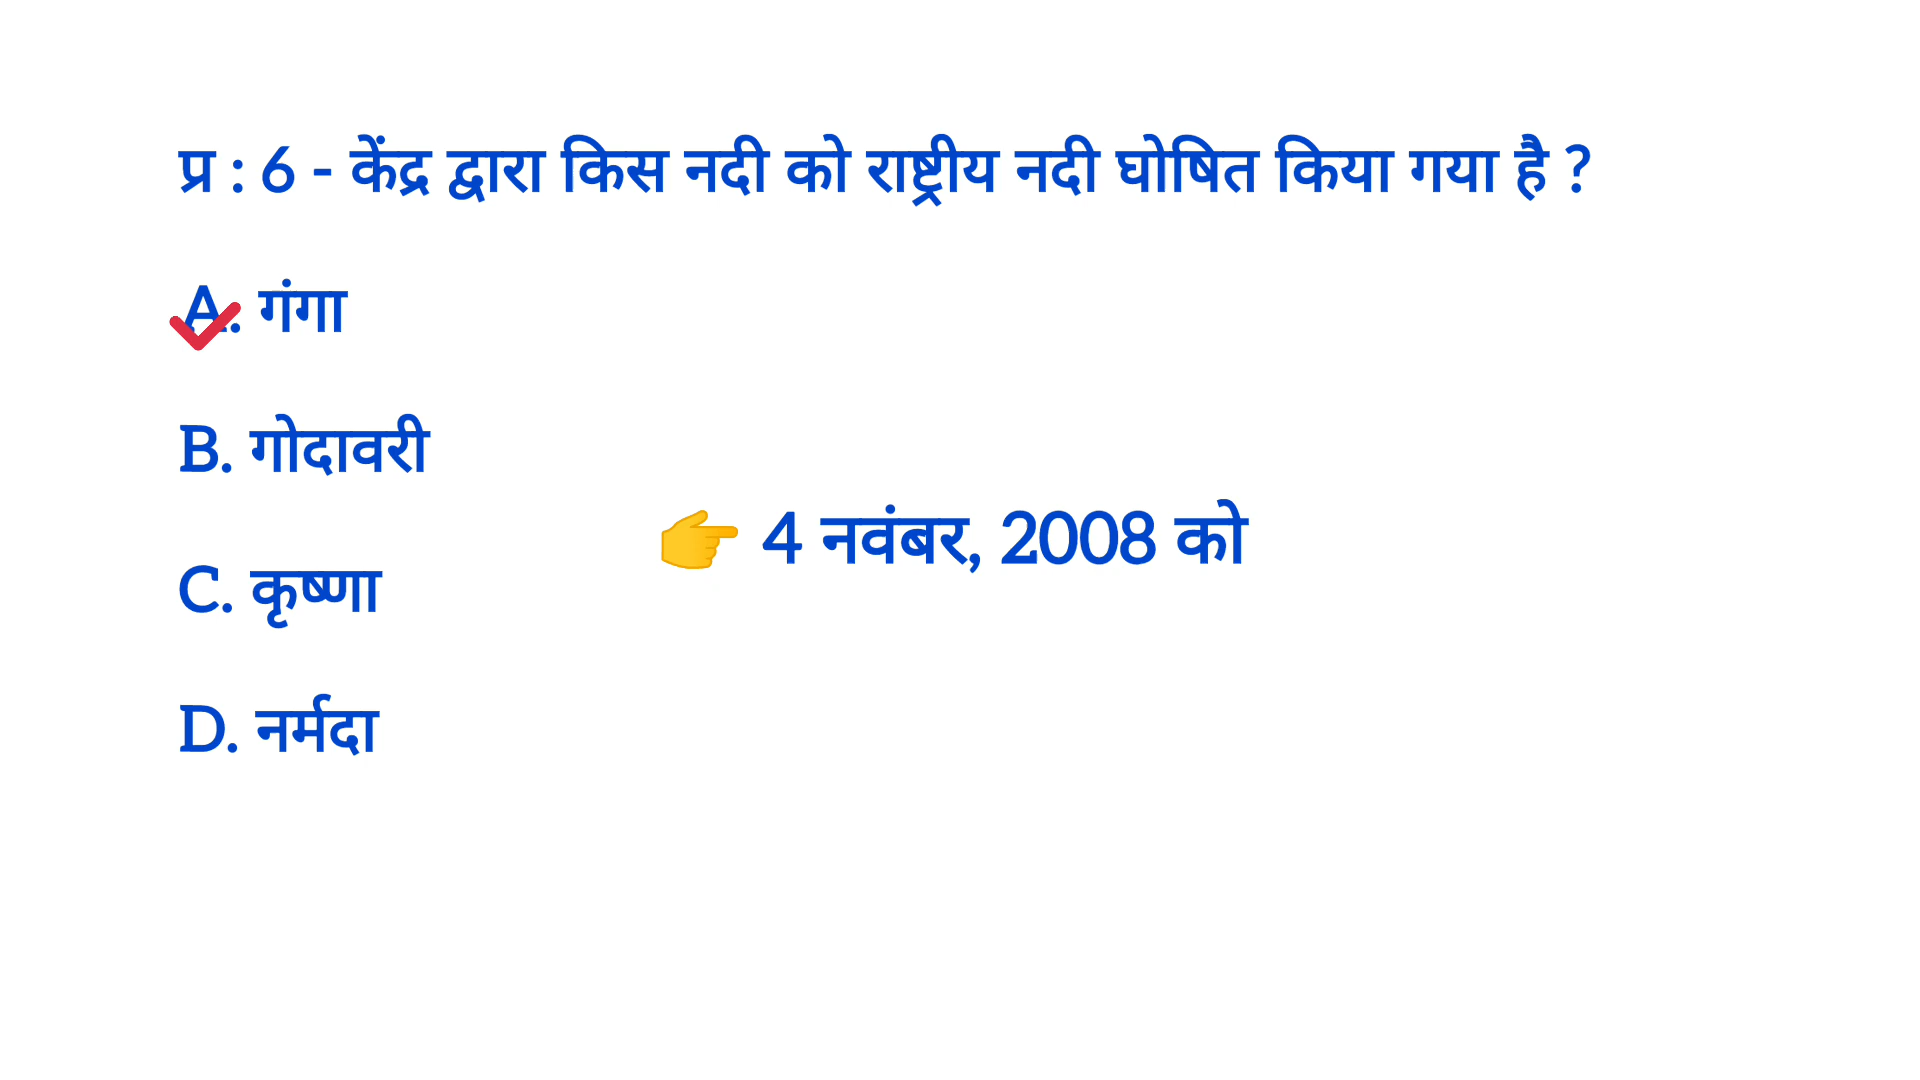 प्र : 6 - केंद्र द्वारा किस नदी को राष्ट्रीय नदी घोषित किया गया है ?
A. गंगा
B. गोदावरी
👉 4 नवंबर, 2008 को
C. कृष्णा
D. नर्मदा